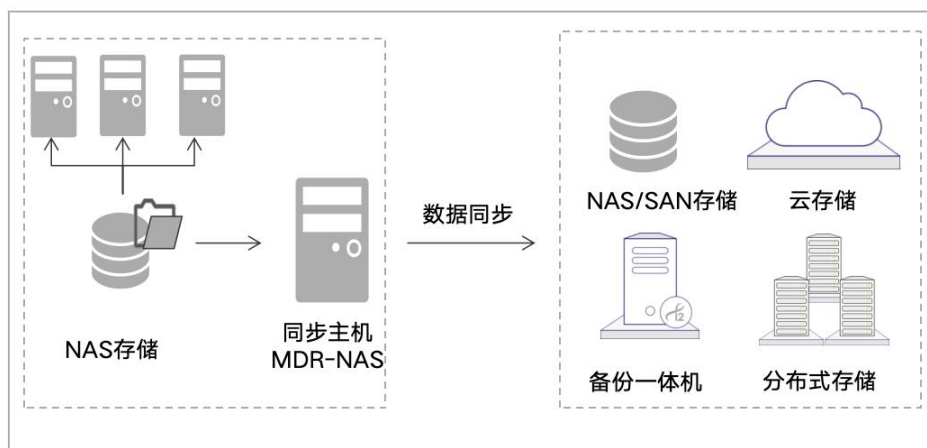 数据同步
NAS/SAN存储
云存储
NAS存储
同步主机
MDR-NAS
备份一体机
分布式存储